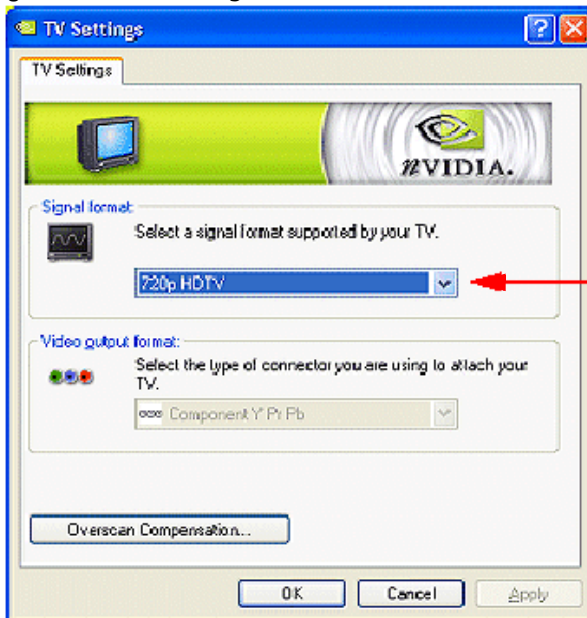 TV Settings
TV Settings
NVIDIA.
Signal format:
Select a signal format supported by your TV.
720p HDTV
Video output format:
Select the type of connector you are using to attach your
TV.
Component Y Pr Pb
Overscan Compensation...
OK
Cancel
Apply